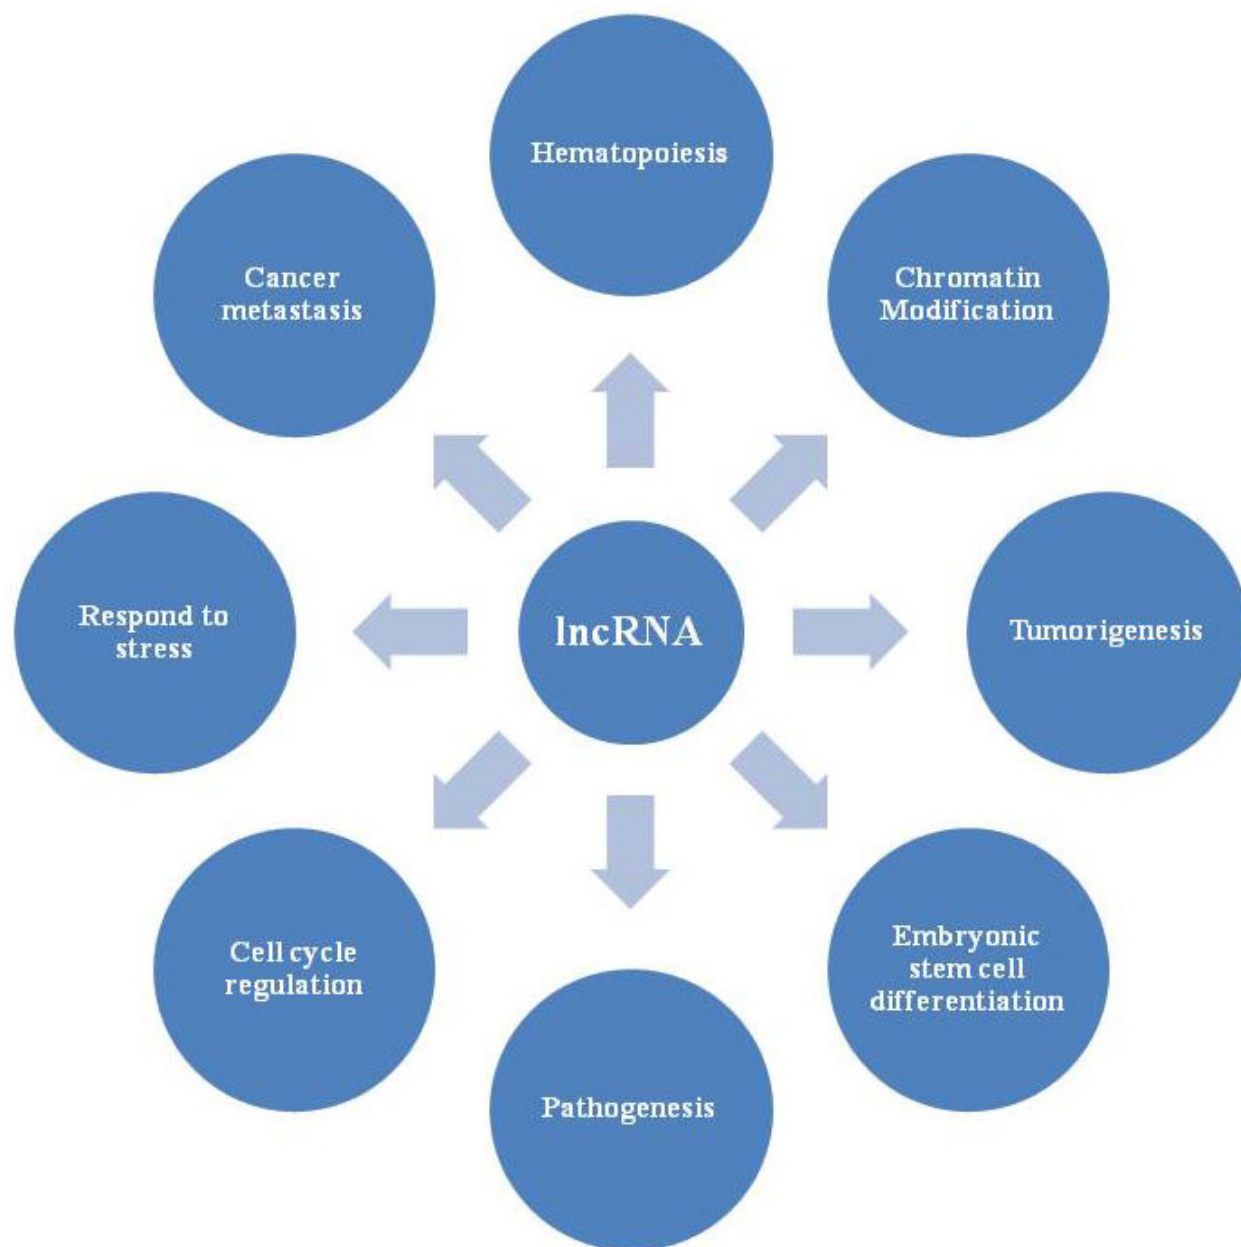 Hematopoiesis
Cancer
metastasis
Chromatin
Modification
Respond to
stress
lncRNA
Tumorigenesis
Cell cycle
regulation
Embryonic
stem cell
differentiation
Pathogenesis